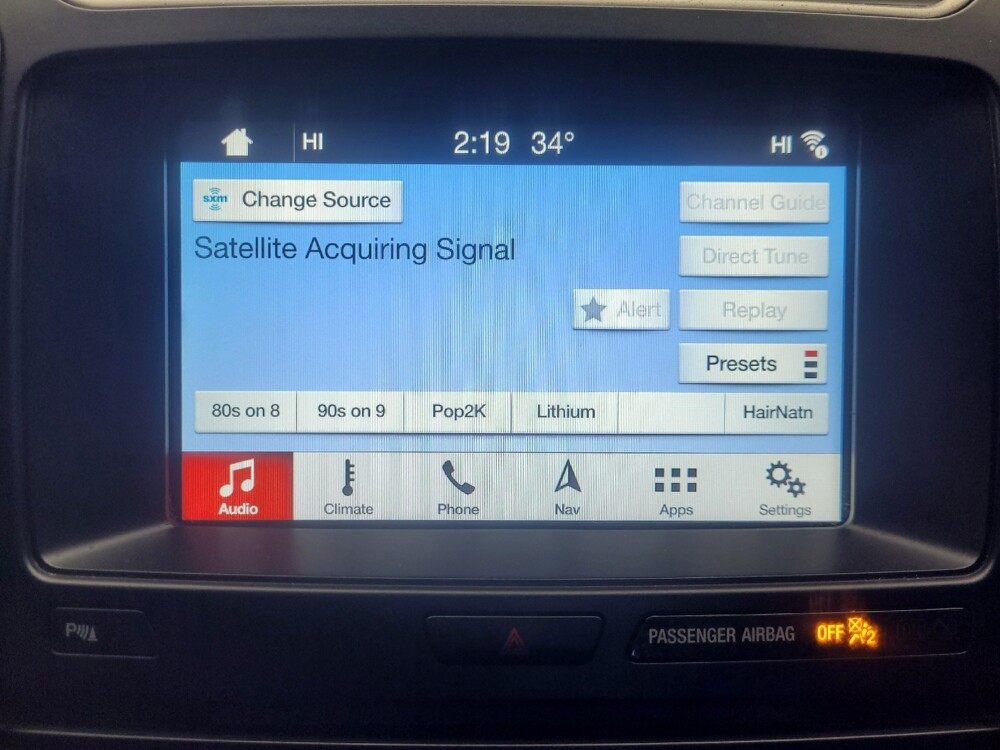 HI 2:19 34° HI
sxm Change Source
Channel Guide
Satellite Acquiring Signal
Direct Tune
Alert
Replay
Presets
80s on 8 90s on 9 Pop2K Lithium HairNatn
Audio Climate Phone Nav Apps Settings
P
PASSENGER AIRBAG OFF 2